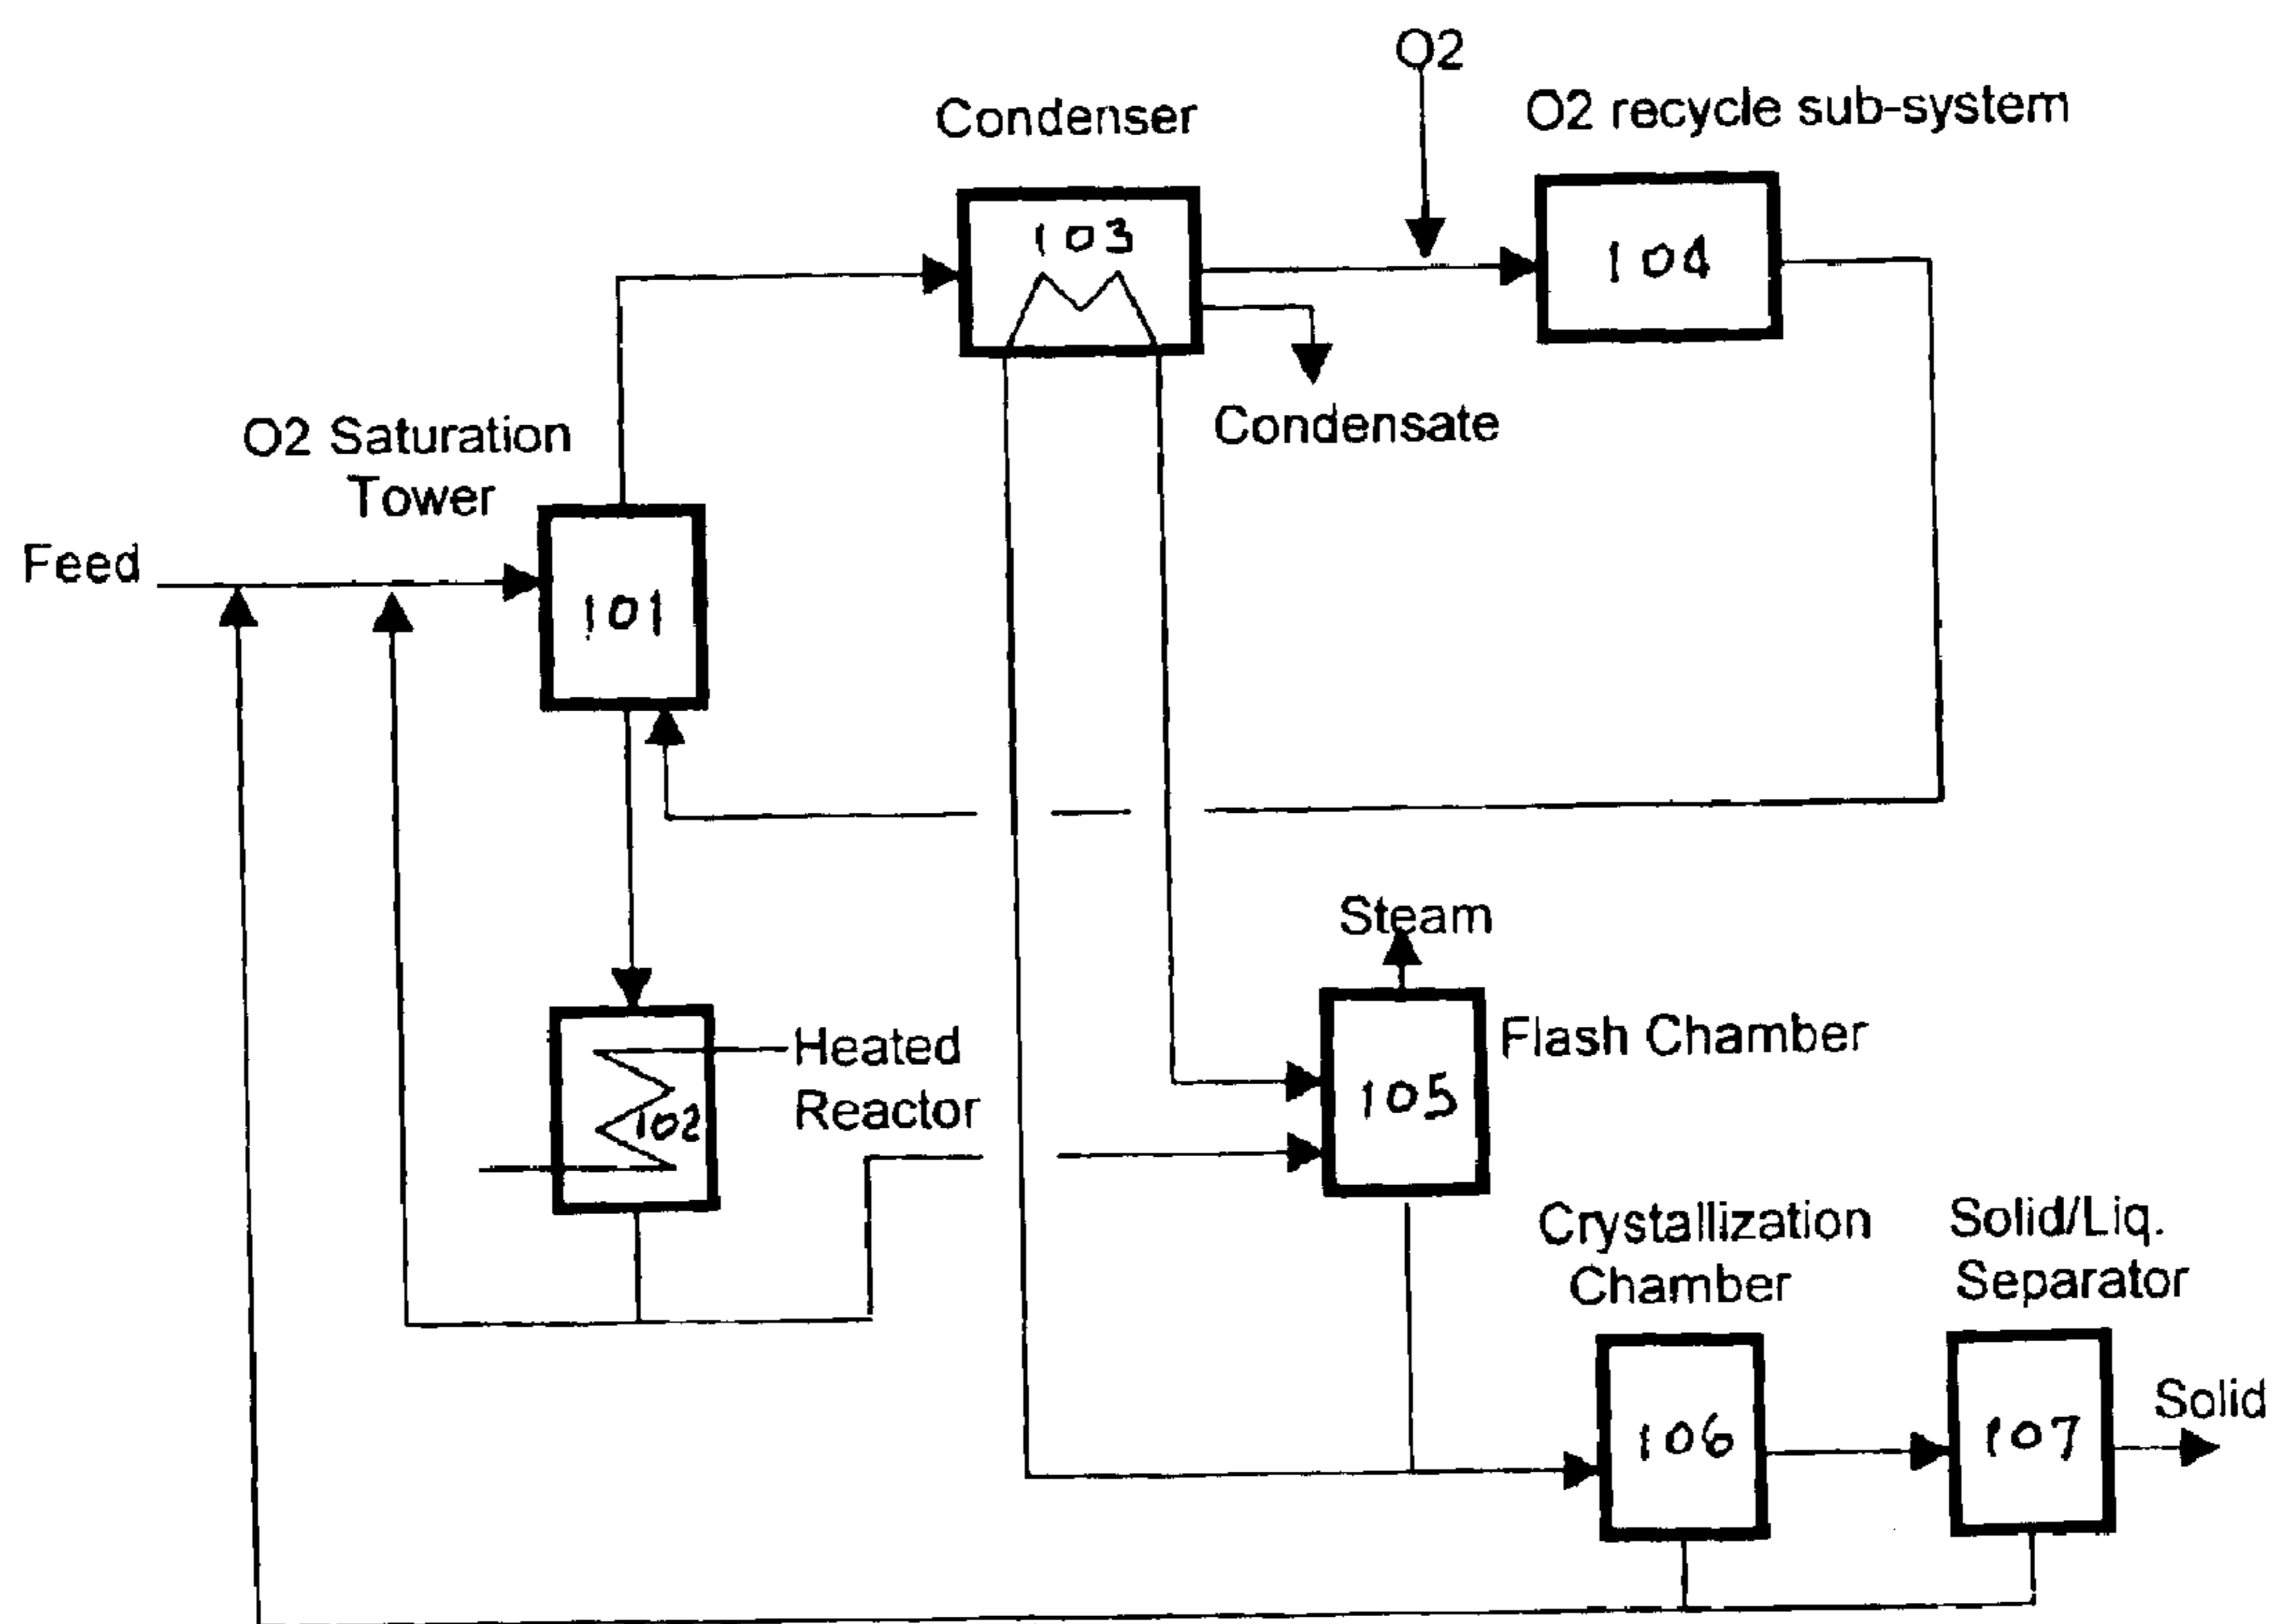 O2
Condenser
O2 recycle sub-system
103
104
Condensate
O2 Saturation
Tower
Feed
101
Steam
Flash Chamber
Heated
Reactor
102
105
Crystallization
Chamber
Solid/Liq.
Separator
Solid
106
107